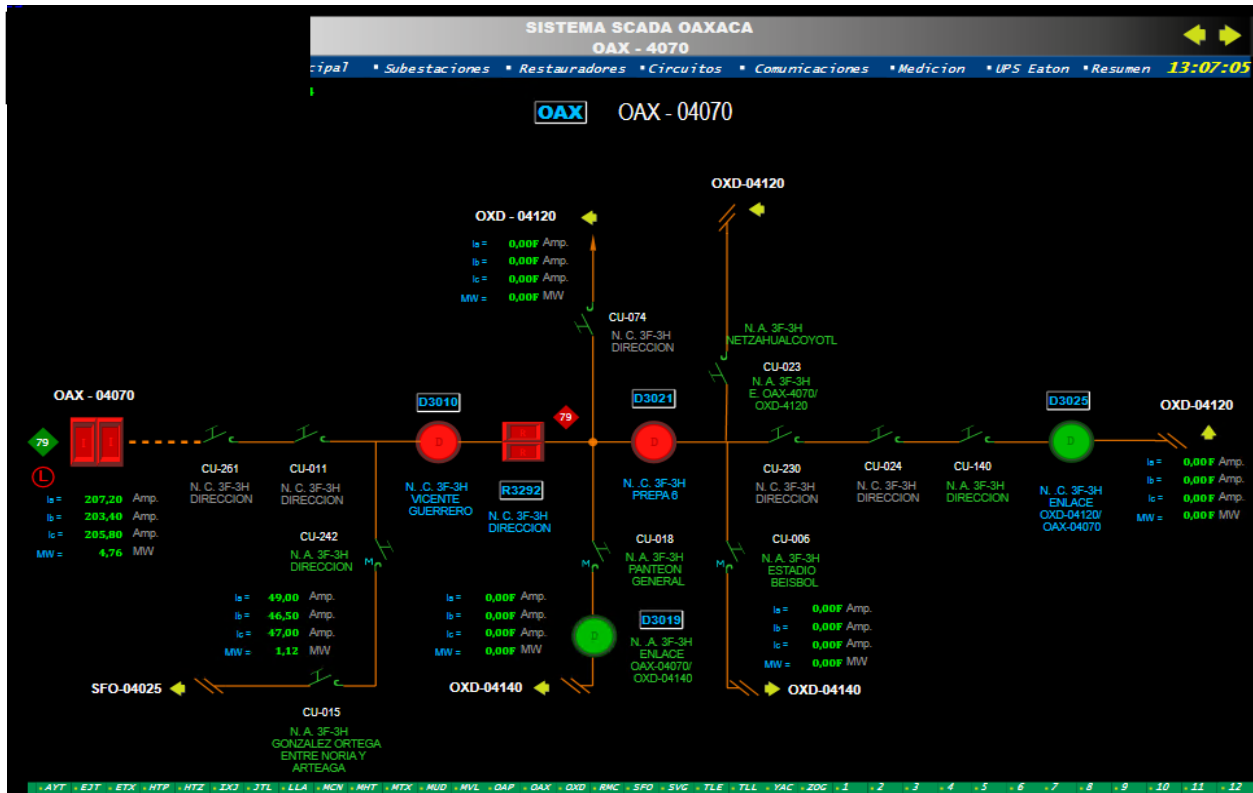 SISTEMA SCADA OAXACA
OAX - 4070
cipal ▪Subestaciones ▪Restauradores ▪Circuitos ▪Comunicaciones ▪Medicion ▪UPS Eaton ▪Resumen 13:07:05
OAX OAX - 04070
OXD-04120
OXD - 04120
Ia = 0,00F Amp.
Ib = 0,00F Amp.
Ic = 0,00F Amp.
MW = 0,00F MW
CU-074
N. C. 3F-3H
DIRECCION
N. A. 3F-3H
NETZAHUALCOYOTL
CU-023
N. A. 3F-3H
E. OAX-4070/
OXD-4120
OAX - 04070
79
I I
L
Ia = 207,20 Amp.
Ib = 203,40 Amp.
Ic = 205,80 Amp.
MW = 4,76 MW
CU-261
N. C. 3F-3H
DIRECCION
CU-011
N. C. 3F-3H
DIRECCION
D3010
D
N. .C. 3F-3H
VICENTE
GUERRERO
79
R
R
R3292
N. C. 3F-3H
DIRECCION
D3021
D
N. .C. 3F-3H
PREPA 6
CU-230
N. C. 3F-3H
DIRECCION
CU-024
N. C. 3F-3H
DIRECCION
CU-140
N. A. 3F-3H
DIRECCION
D3025
D
N. .C. 3F-3H
ENLACE
OXD-04120/
OAX-04070
OXD-04120
Ia = 0,00F Amp.
Ib = 0,00F Amp.
Ic = 0,00F Amp.
MW = 0,00F MW
CU-242
N. A. 3F-3H
DIRECCION
M
Ia = 49,00 Amp.
Ib = 46,50 Amp.
Ic = 47,00 Amp.
MW = 1,12 MW
SFO-04025
CU-015
N. A. 3F-3H
GONZALEZ ORTEGA
ENTRE NORIA Y
ARTEAGA
CU-018
N. A. 3F-3H
PANTEON
GENERAL
M
Ia = 0,00F Amp.
Ib = 0,00F Amp.
Ic = 0,00F Amp.
MW = 0,00F MW
D3019
D
N. .A. 3F-3H
ENLACE
OAX-04070/
OXD-04140
OXD-04140
CU-006
N. A. 3F-3H
ESTADIO
BEISBOL
M
Ia = 0,00F Amp.
Ib = 0,00F Amp.
Ic = 0,00F Amp.
MW = 0,00F MW
OXD-04140
▪AYT ▪EJT ▪ETX ▪HTP ▪HTZ ▪IXJ ▪JTL ▪LLA ▪MCN ▪MHT ▪MTX ▪MUD ▪MVL ▪OAP ▪OAX ▪OXD ▪RMC ▪SFO ▪SVG ▪TLE ▪TLL ▪YAC ▪ZOG ▪1 ▪2 ▪3 ▪4 ▪5 ▪6 ▪7 ▪8 ▪9 ▪10 ▪11 ▪12